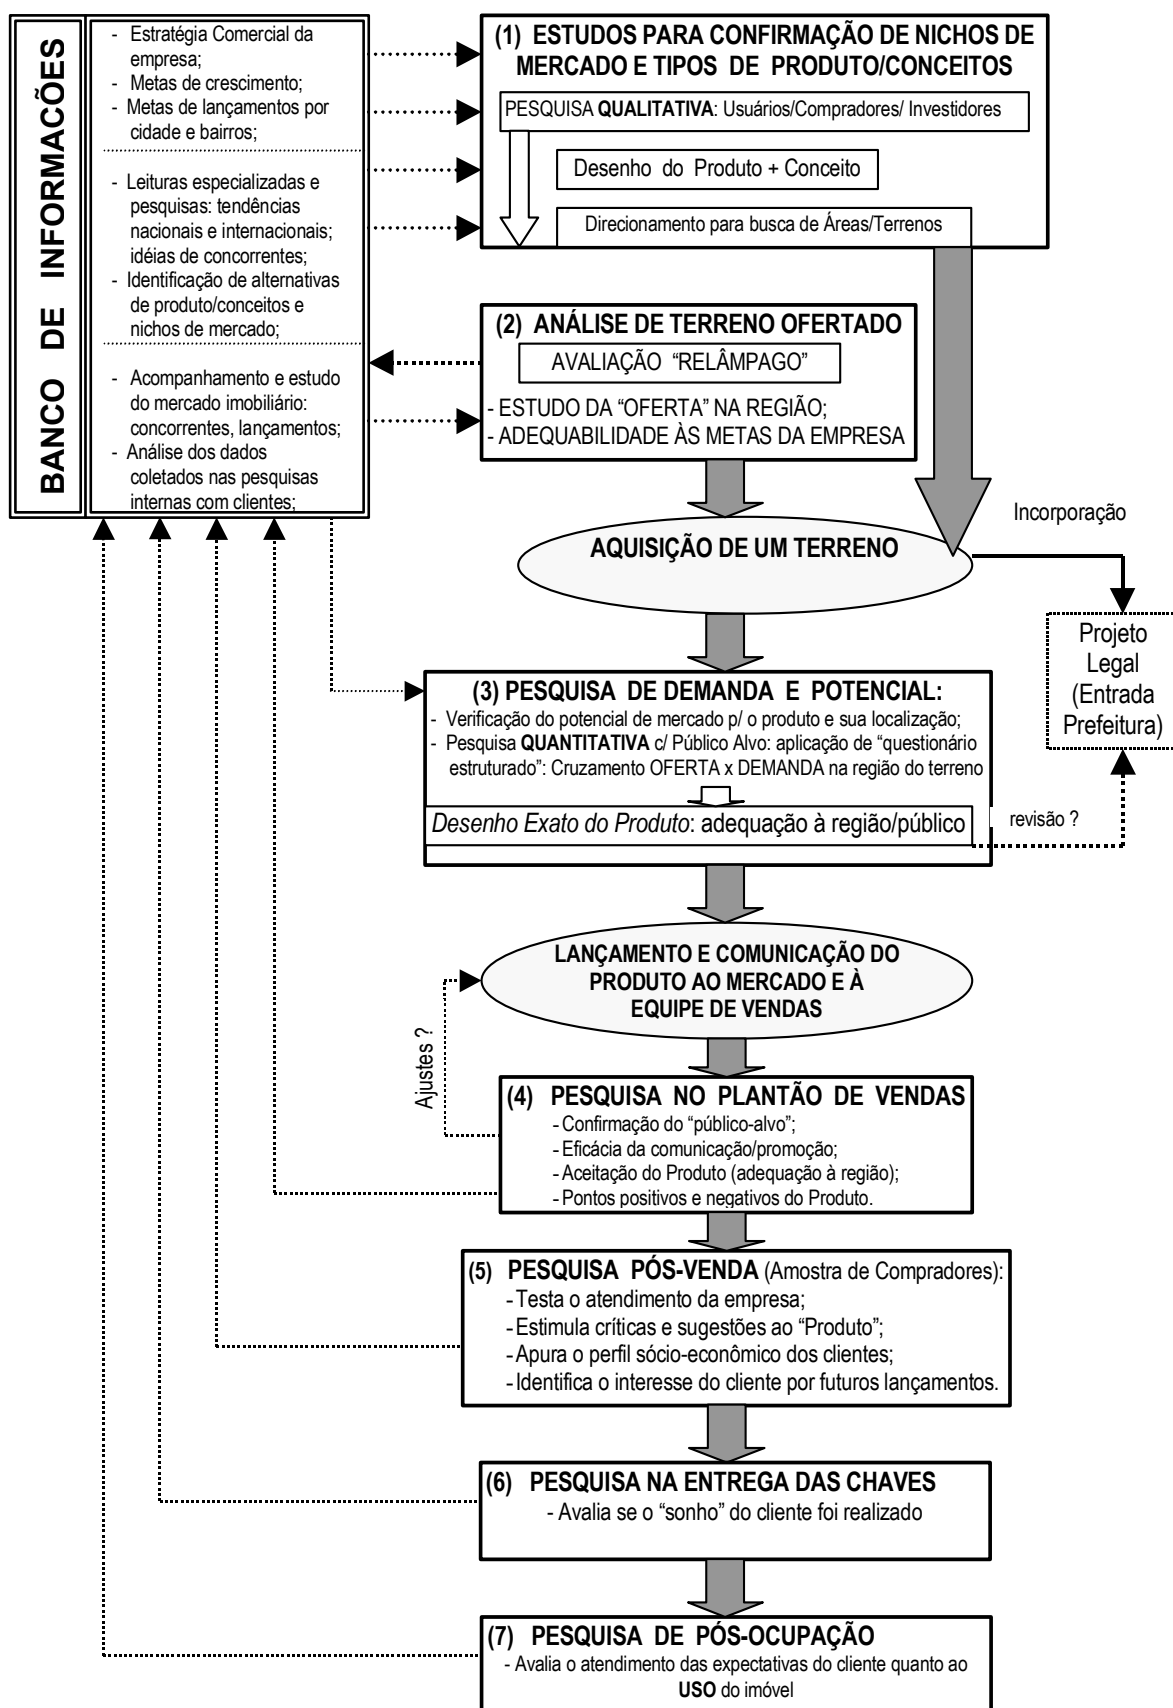 BANCO DE INFORMAÇÕES
- Estratégia Comercial da
empresa;
- Metas de crescimento;
- Metas de lançamentos por
cidade e bairros;
- Leituras especializadas e
pesquisas: tendências
nacionais e internacionais;
idéias de concorrentes;
- Identificação de alternativas
de produto/conceitos e
nichos de mercado;
- Acompanhamento e estudo
do mercado imobiliário:
concorrentes, lançamentos;
- Análise dos dados
coletados nas pesquisas
internas com clientes;
(1) ESTUDOS PARA CONFIRMAÇÃO DE NICHOS DE
MERCADO E TIPOS DE PRODUTO/CONCEITOS
PESQUISA QUALITATIVA: Usuários/Compradores/ Investidores
Desenho do Produto + Conceito
Direcionamento para busca de Áreas/Terrenos
(2) ANÁLISE DE TERRENO OFERTADO
AVALIAÇÃO “RELÂMPAGO”
- ESTUDO DA “OFERTA” NA REGIÃO;
- ADEQUABILIDADE ÀS METAS DA EMPRESA
AQUISIÇÃO DE UM TERRENO
Incorporação
Projeto
Legal
(Entrada
Prefeitura)
(3) PESQUISA DE DEMANDA E POTENCIAL:
- Verificação do potencial de mercado p/ o produto e sua localização;
- Pesquisa QUANTITATIVA c/ Público Alvo: aplicação de “questionário
estruturado”: Cruzamento OFERTA x DEMANDA na região do terreno
Desenho Exato do Produto: adequação à região/público
revisão ?
LANÇAMENTO E COMUNICAÇÃO DO
PRODUTO AO MERCADO E À
EQUIPE DE VENDAS
Ajustes ?
(4) PESQUISA NO PLANTÃO DE VENDAS
- Confirmação do “público-alvo”;
- Eficácia da comunicação/promoção;
- Aceitação do Produto (adequação à região);
- Pontos positivos e negativos do Produto.
(5) PESQUISA PÓS-VENDA (Amostra de Compradores):
- Testa o atendimento da empresa;
- Estimula críticas e sugestões ao “Produto”;
- Apura o perfil sócio-econômico dos clientes;
- Identifica o interesse do cliente por futuros lançamentos.
(6) PESQUISA NA ENTREGA DAS CHAVES
- Avalia se o “sonho” do cliente foi realizado
(7) PESQUISA DE PÓS-OCUPAÇÃO
- Avalia o atendimento das expectativas do cliente quanto ao
USO do imóvel